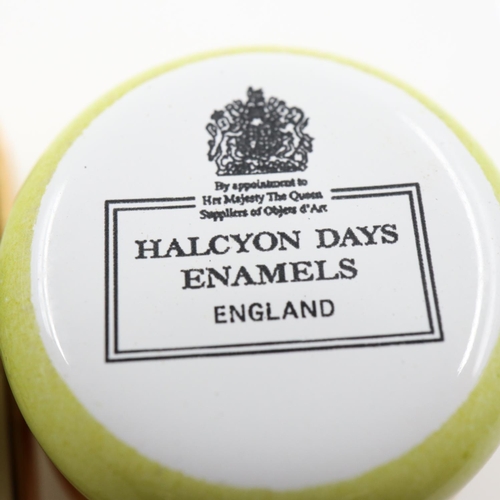 By appointment to
Her Majesty The Queen
Suppliers of Objets d'Art
HALCYON DAYS
ENAMELS
ENGLAND